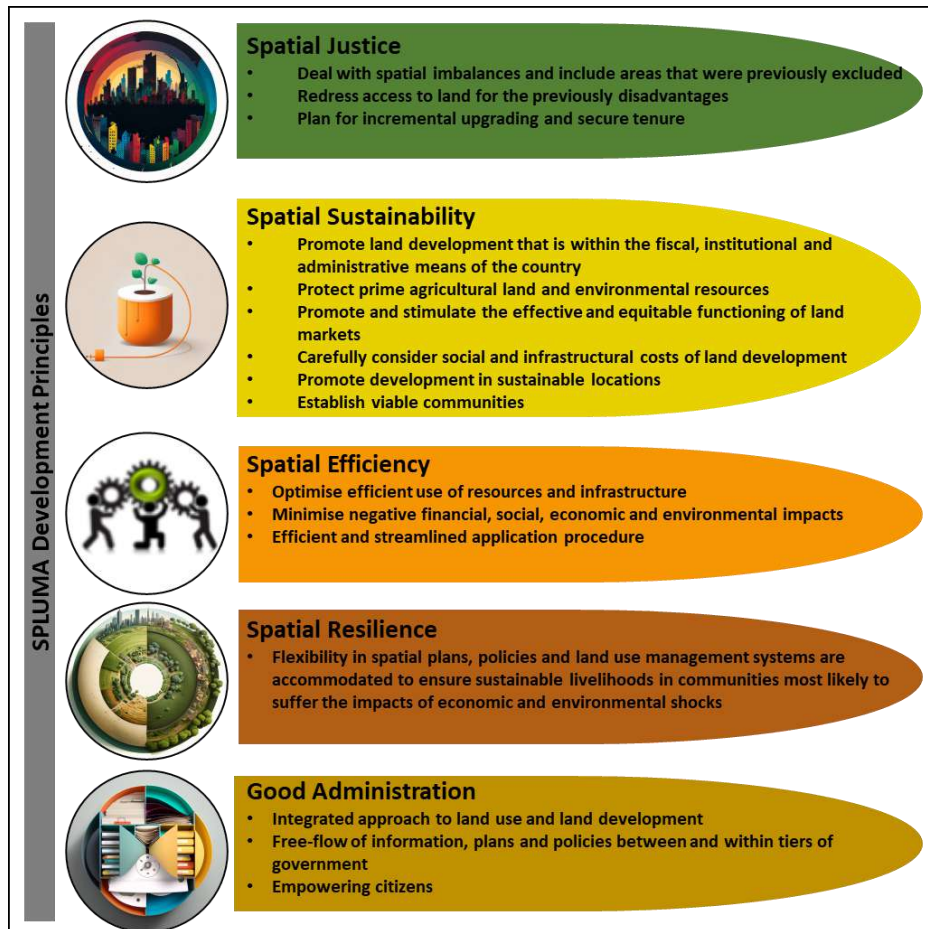 SPLUMA Development Principles
Spatial Justice
• Deal with spatial imbalances and include areas that were previously excluded
• Redress access to land for the previously disadvantages
• Plan for incremental upgrading and secure tenure
Spatial Sustainability
• Promote land development that is within the fiscal, institutional and
administrative means of the country
• Protect prime agricultural land and environmental resources
• Promote and stimulate the effective and equitable functioning of land
markets
• Carefully consider social and infrastructural costs of land development
• Promote development in sustainable locations
• Establish viable communities
Spatial Efficiency
• Optimise efficient use of resources and infrastructure
• Minimise negative financial, social, economic and environmental impacts
• Efficient and streamlined application procedure
Spatial Resilience
• Flexibility in spatial plans, policies and land use management systems are
accommodated to ensure sustainable livelihoods in communities most likely to
suffer the impacts of economic and environmental shocks
Good Administration
• Integrated approach to land use and land development
• Free-flow of information, plans and policies between and within tiers of
government
• Empowering citizens